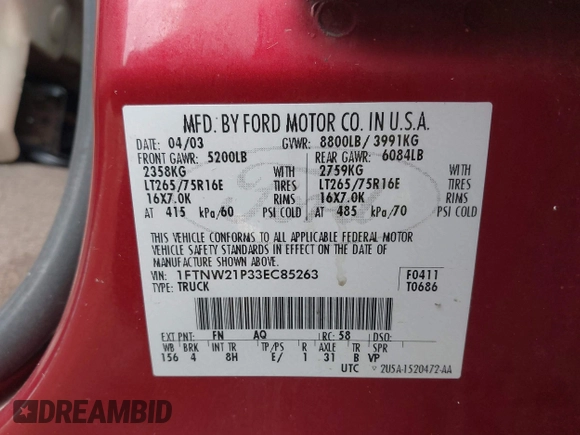 MFD. BY FORD MOTOR CO. IN U.S.A.
DATE: 04/03 GVWR: 8800LB/ 3991KG
FRONT GAWR: 5200LB REAR GAWR: 6084LB
2358KG WITH 2759KG WITH
LT265/75R16E TIRES LT265/75R16E TIRES
16X7.0K RIMS 16X7.0K RIMS
AT 415 kPa/60 PSI COLD AT 485 kPa/70 PSI COLD
THIS VEHICLE CONFORMS TO ALL APPLICABLE FEDERAL MOTOR
VEHICLE SAFETY STANDARDS IN EFFECT ON THE DATE OF
MANUFACTURE SHOWN ABOVE.
VIN: 1FTNW21P33EC85263 F0411
TYPE: TRUCK T0686
EXT PNT: FN AQ RC: 58 DSO:
WB BRK INT TR TP/PS R AXLE TR SPR
156 4 8H E/ 1 31 B VP
UTC 2U5A-1520472-AA
DREAMBID